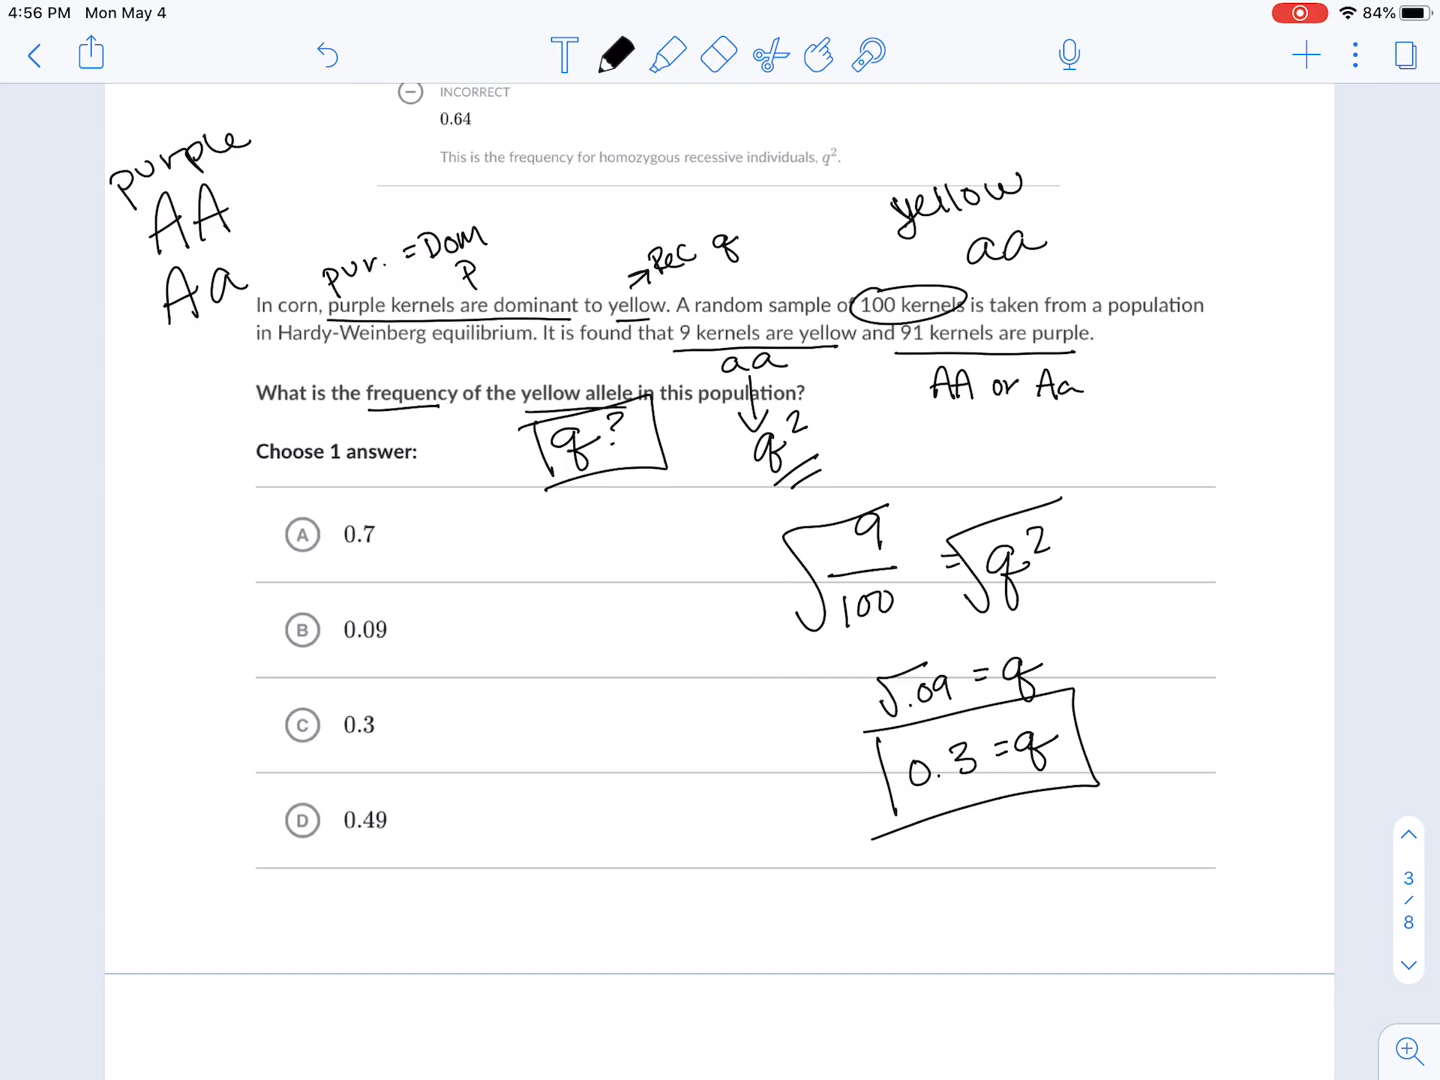 4:56 PM Mon May 4
84%
T
INCORRECT
0.64
This is the frequency for homozygous recessive individuals, q².
purple
AA
Aa
yellow
aa
pur. = Dom
P
→ Rec q
In corn, purple kernels are dominant to yellow. A random sample of 100 kernels is taken from a population
in Hardy-Weinberg equilibrium. It is found that 9 kernels are yellow and 91 kernels are purple.
aa
AA or Aa
What is the frequency of the yellow allele in this population?
q?
q²
Choose 1 answer:
A 0.7
B 0.09
C 0.3
D 0.49
√9/100 = √q²
√.09 = q
0.3 = q
3
/
8